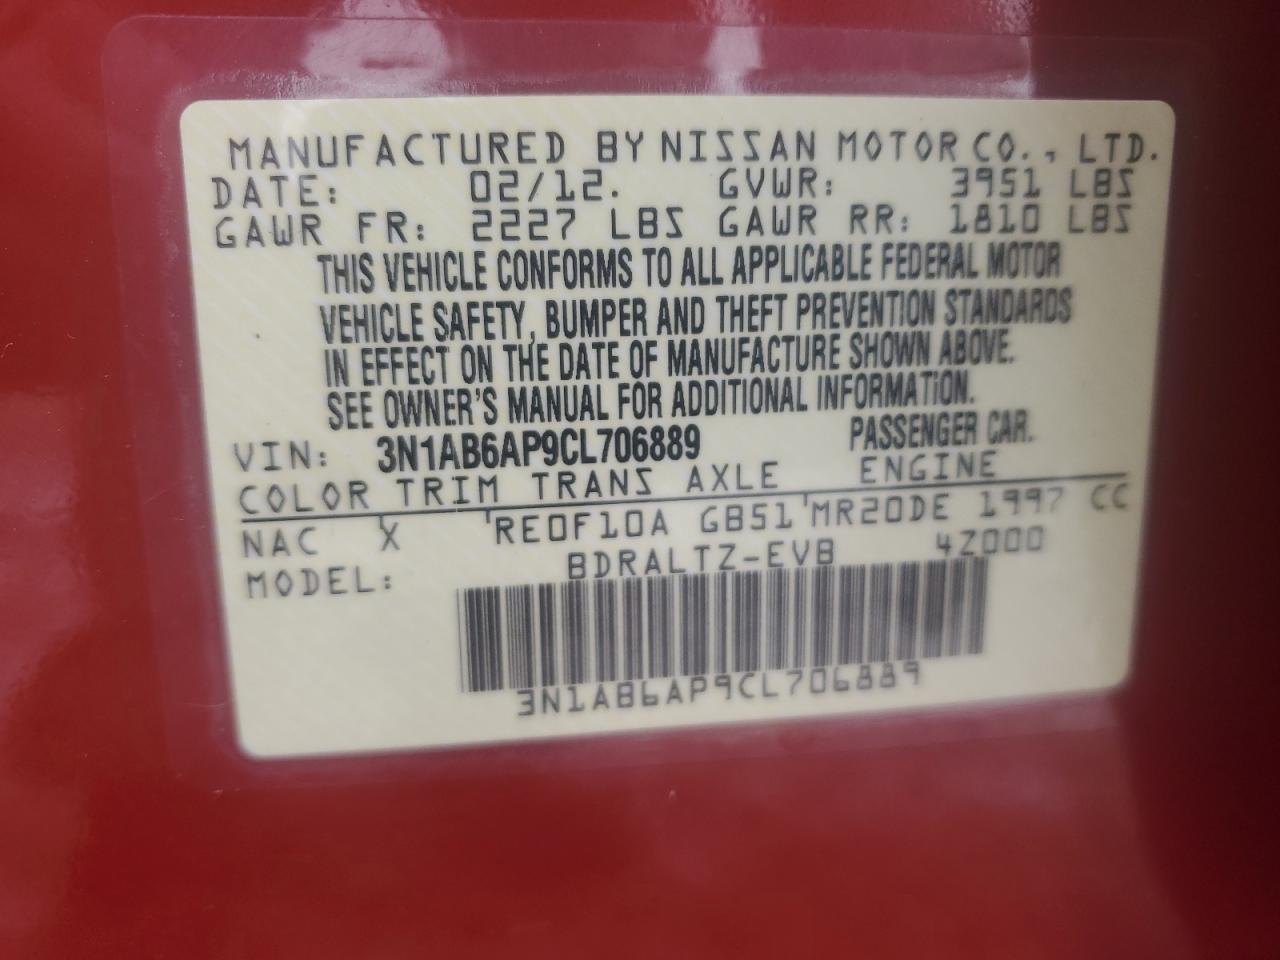 MANUFACTURED BY NISSAN MOTOR CO., LTD.
DATE: 02/12. GVWR: 3951 LBS
GAWR FR: 2227 LBS GAWR RR: 1810 LBS
THIS VEHICLE CONFORMS TO ALL APPLICABLE FEDERAL MOTOR
VEHICLE SAFETY, BUMPER AND THEFT PREVENTION STANDARDS
IN EFFECT ON THE DATE OF MANUFACTURE SHOWN ABOVE.
SEE OWNER'S MANUAL FOR ADDITIONAL INFORMATION.
VIN: 3N1AB6AP9CL706889 PASSENGER CAR.
COLOR TRIM TRANS AXLE ENGINE
NAC X RE0F10A GB51 MR20DE 1997 CC
MODEL: BDRALTZ-EVB 4Z000
3N1AB6AP9CL706889